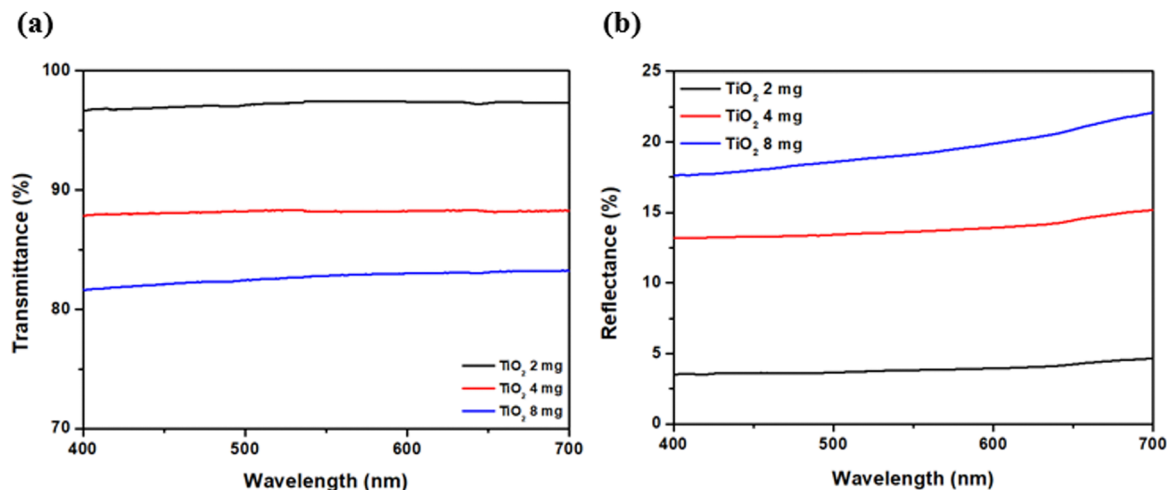 (a)
100
90
80
70
400
500
600
700
Transmittance (%)
Wavelength (nm)
TiO2 2 mg
TiO2 4 mg
TiO2 8 mg
(b)
25
20
15
10
5
0
400
500
600
700
Reflectance (%)
Wavelength (nm)
TiO2 2 mg
TiO2 4 mg
TiO2 8 mg